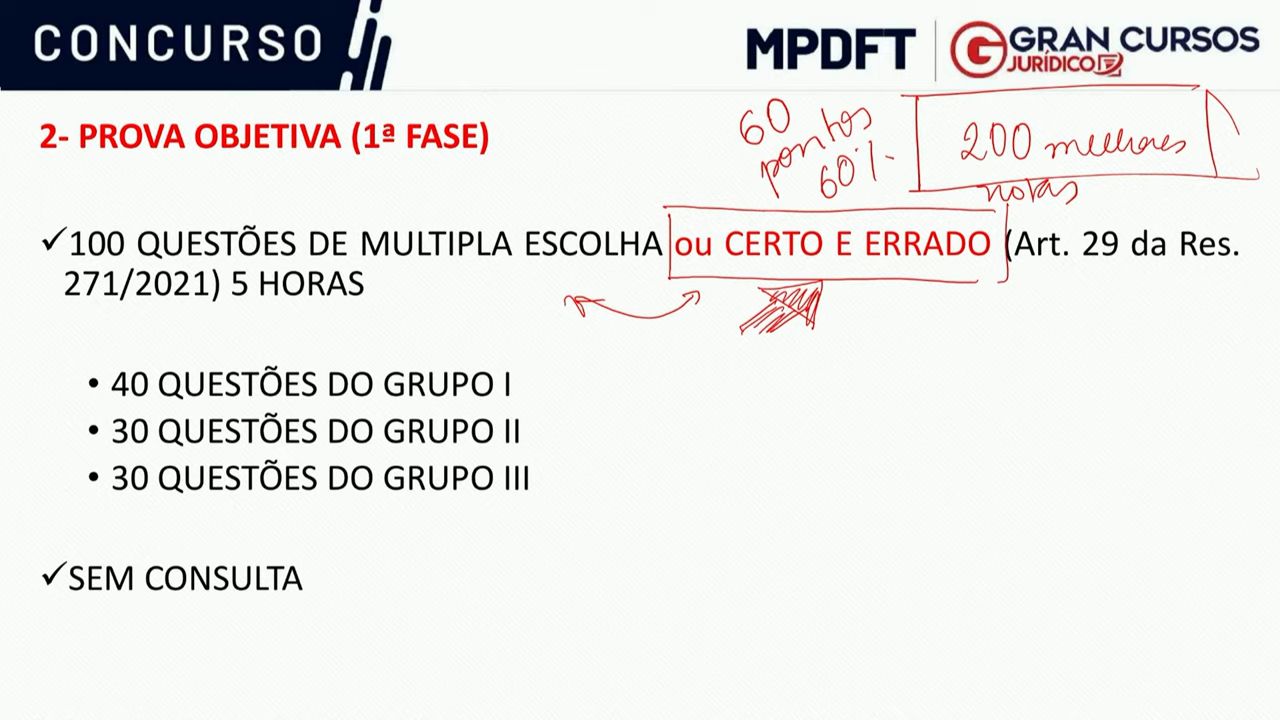 CONCURSO
MPDFT
GRAN CURSOS
JURÍDICO
2- PROVA OBJETIVA (1ª FASE)
60
pontos
60%
200 melhores
notas
✓100 QUESTÕES DE MULTIPLA ESCOLHA ou CERTO E ERRADO (Art. 29 da Res.
271/2021) 5 HORAS
• 40 QUESTÕES DO GRUPO I
• 30 QUESTÕES DO GRUPO II
• 30 QUESTÕES DO GRUPO III
✓SEM CONSULTA